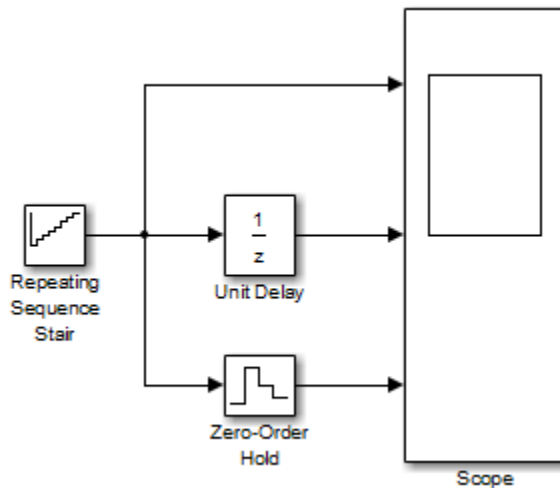 Repeating
Sequence
Stair
1
z
Unit Delay
Zero-Order
Hold
Scope